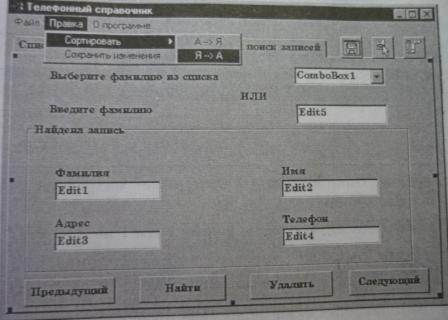 Телефонный справочник
Файл Правка О программе
Сортировать А –> Я
Сохранить изменения Я –> А
поиск записей
Выберите фамилию из списка ComboBox1
ИЛИ
Введите фамилию Edit5
Найдена запись
Фамилия Имя
Edit1 Edit2
Адрес Телефон
Edit3 Edit4
Предыдущий Найти Удалить Следующий